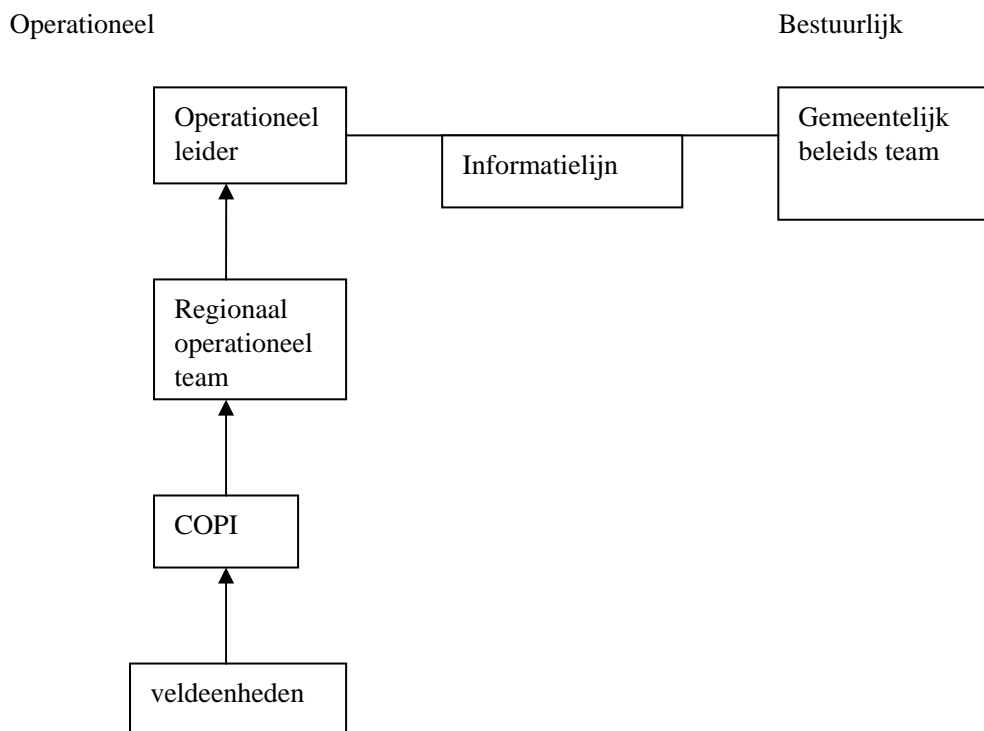 Operationeel
Bestuurlijk
Operationeel
leider
Informatielijn
Gemeentelijk
beleids team
Regionaal
operationeel
team
COPI
veldeenheden